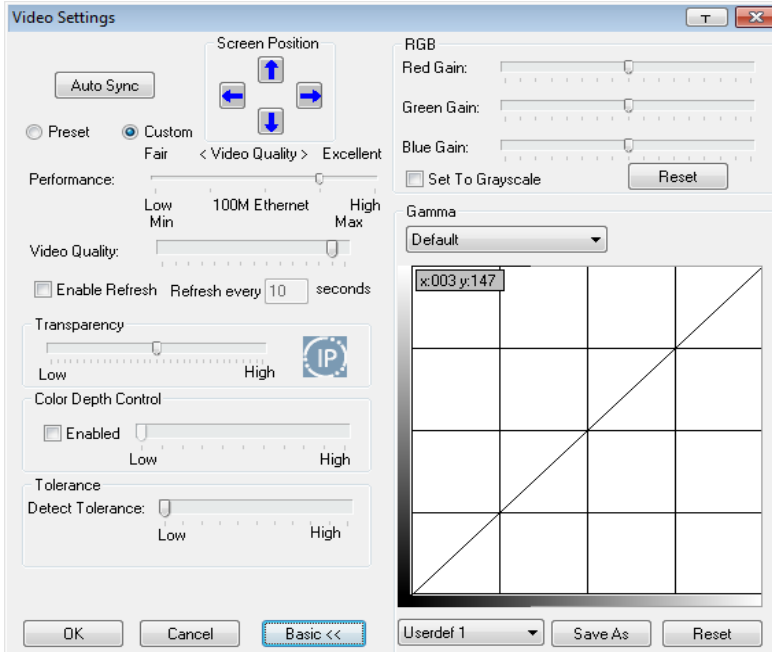 Video Settings
T
Screen Position
Auto Sync
Preset
Custom
Fair < Video Quality > Excellent
Performance:
Low 100M Ethernet High
Min Max
Video Quality:
Enable Refresh Refresh every 10 seconds
Transparency
IP
Low High
Color Depth Control
Enabled
Low High
Tolerance
Detect Tolerance:
Low High
OK Cancel Basic <<
RGB
Red Gain:
Green Gain:
Blue Gain:
Set To Grayscale Reset
Gamma
Default
x:003 y:147
Userdef 1 Save As Reset